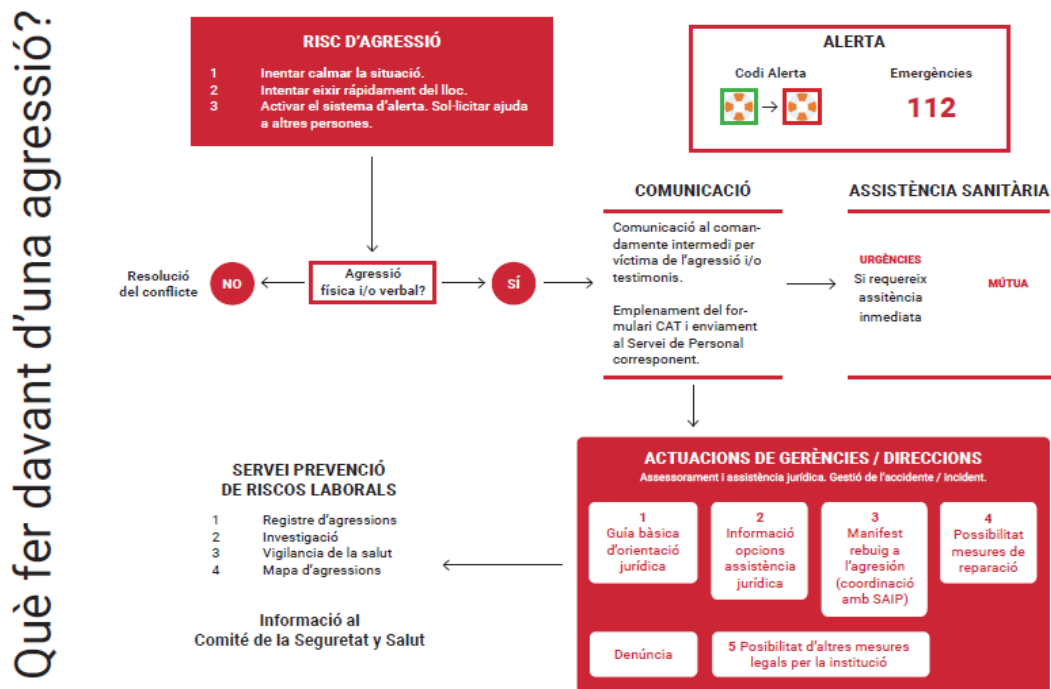 Què fer davant d'una agressió?
RISC D'AGRESSIÓ
1 Inentar calmar la situació.
2 Intentar eixir rápidament del lloc.
3 Activar el sistema d'alerta. Sol·licitar ajuda
a altres persones.
ALERTA
Codi Alerta
Emergències
112
Resolució
del conflicte
NO
Agressió
física i/o verbal?
SÍ
COMUNICACIÓ
Comunicació al coman-
damente intermedi per
víctima de l'agressió i/o
testimonis.
Emplenament del for-
mulari CAT i enviament
al Servei de Personal
corresponent.
ASSISTÈNCIA SANITÀRIA
URGÈNCIES
Si requereix
assitència
inmediata
MÚTUA
ACTUACIONS DE GERÈNCIES / DIRECCIONS
Assessorament i assistència jurídica. Gestió de l'accidente / Incident.
1
Guía bàsica
d'orientació
jurídica
2
Informació
opcions
assistència
jurídica
3
Manifest
rebuig a
l'agresión
(coordinació
amb SAIP)
4
Possibilitat
mesures de
reparació
Denúncia
5 Posibilitat d'altres mesures
legals per la institució
SERVEI PREVENCIÓ
DE RISCOS LABORALS
1 Registre d'agressions
2 Investigació
3 Vigilancia de la salut
4 Mapa d'agressions
Informació al
Comité de la Seguretat y Salut